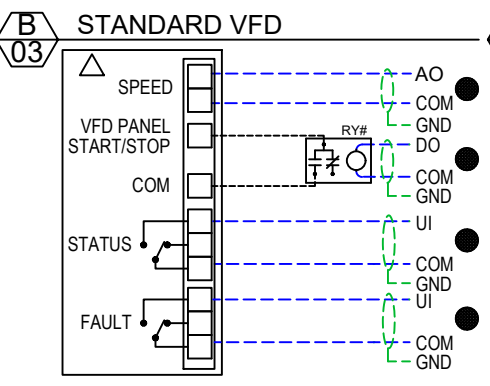 B
03
STANDARD VFD
SPEED
AO
COM
GND
VFD PANEL
START/STOP
RY#
DO
COM
COM
GND
STATUS
UI
COM
GND
FAULT
UI
COM
GND